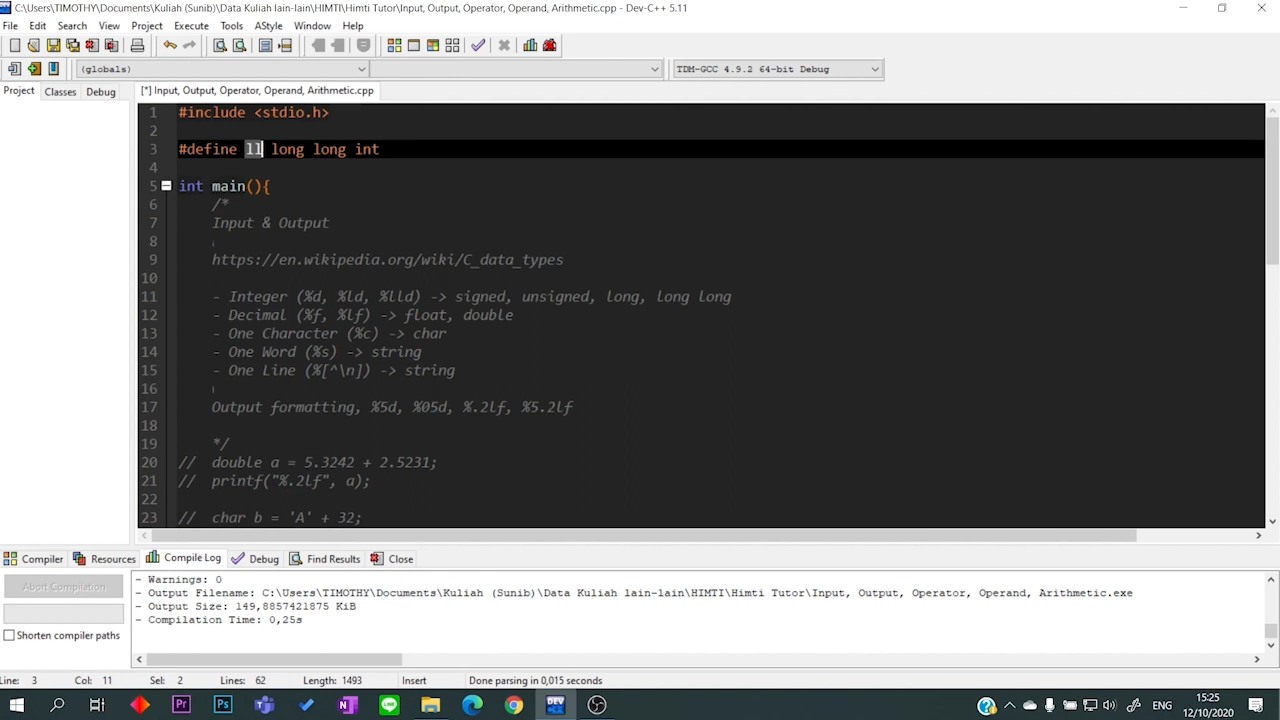 C:\Users\TIMOTHY\Documents\Kuliah (Sunib)\Data Kuliah lain-lain\HIMTI\Himti Tutor\Input, Output, Operator, Operand, Arithmetic.cpp - Dev-C++ 5.11
File Edit Search View Project Execute Tools AStyle Window Help
(globals) TDM-GCC 4.9.2 64-bit Debug
Project Classes Debug [*] Input, Output, Operator, Operand, Arithmetic.cpp
1 #include <stdio.h>
2
3 #define ll long long int
4
5 int main(){
6 /*
7 Input & Output
8
9 https://en.wikipedia.org/wiki/C_data_types
10
11 - Integer (%d, %ld, %lld) -> signed, unsigned, long, long long
12 - Decimal (%f, %lf) -> float, double
13 - One Character (%c) -> char
14 - One Word (%s) -> string
15 - One Line (%[^\n]) -> string
16
17 Output formatting, %5d, %05d, %.2lf, %5.2lf
18
19 */
20 // double a = 5.3242 + 2.5231;
21 // printf("%.2lf", a);
22
23 // char b = 'A' + 32;
Compiler Resources Compile Log Debug Find Results Close
Abort Compilation
Shorten compiler paths
- Warnings: 0
- Output Filename: C:\Users\TIMOTHY\Documents\Kuliah (Sunib)\Data Kuliah lain-lain\HIMTI\Himti Tutor\Input, Output, Operator, Operand, Arithmetic.exe
- Output Size: 149,8857421875 KiB
- Compilation Time: 0,25s
Line: 3 Col: 11 Sel: 2 Lines: 62 Length: 1493 Insert Done parsing in 0,015 seconds
Pr Ps DEV ENG 15:25
12/10/2020